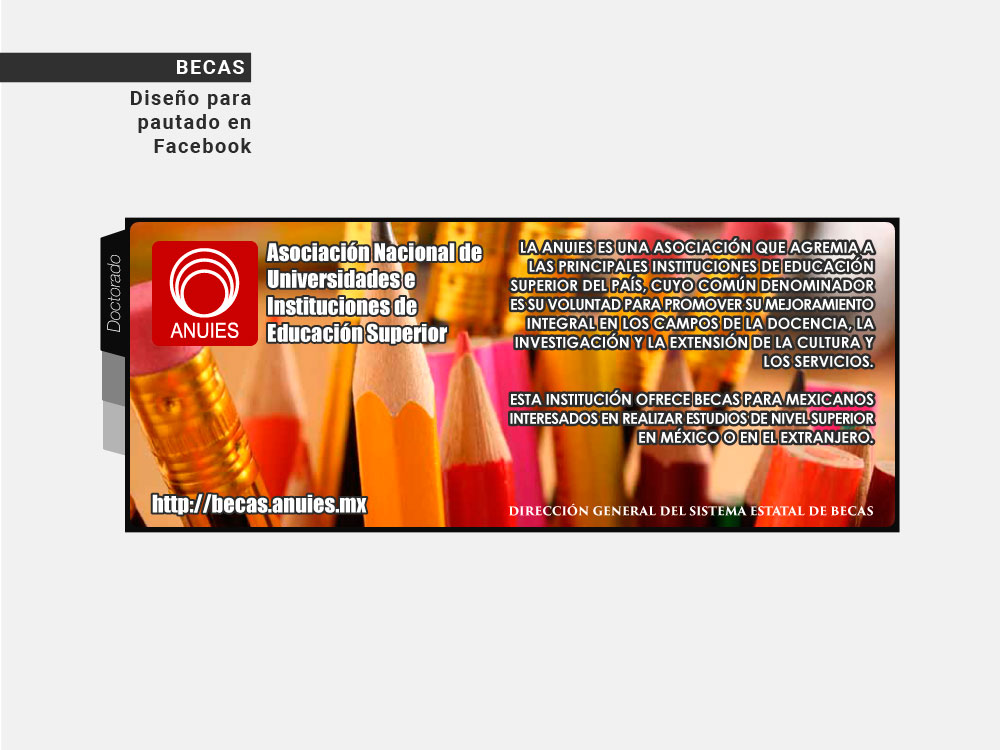 BECAS
Diseño para
pautado en
Facebook
Doctorado
ANUIES
Asociación Nacional de
Universidades e
Instituciones de
Educación Superior
http://becas.anuies.mx
LA ANUIES ES UNA ASOCIACIÓN QUE AGREMIA A
LAS PRINCIPALES INSTITUCIONES DE EDUCACIÓN
SUPERIOR DEL PAÍS, CUYO COMÚN DENOMINADOR
ES SU VOLUNTAD PARA PROMOVER SU MEJORAMIENTO
INTEGRAL EN LOS CAMPOS DE LA DOCENCIA, LA
INVESTIGACIÓN Y LA EXTENSIÓN DE LA CULTURA Y
LOS SERVICIOS.
ESTA INSTITUCIÓN OFRECE BECAS PARA MEXICANOS
INTERESADOS EN REALIZAR ESTUDIOS DE NIVEL SUPERIOR
EN MÉXICO O EN EL EXTRANJERO.
DIRECCIÓN GENERAL DEL SISTEMA ESTATAL DE BECAS